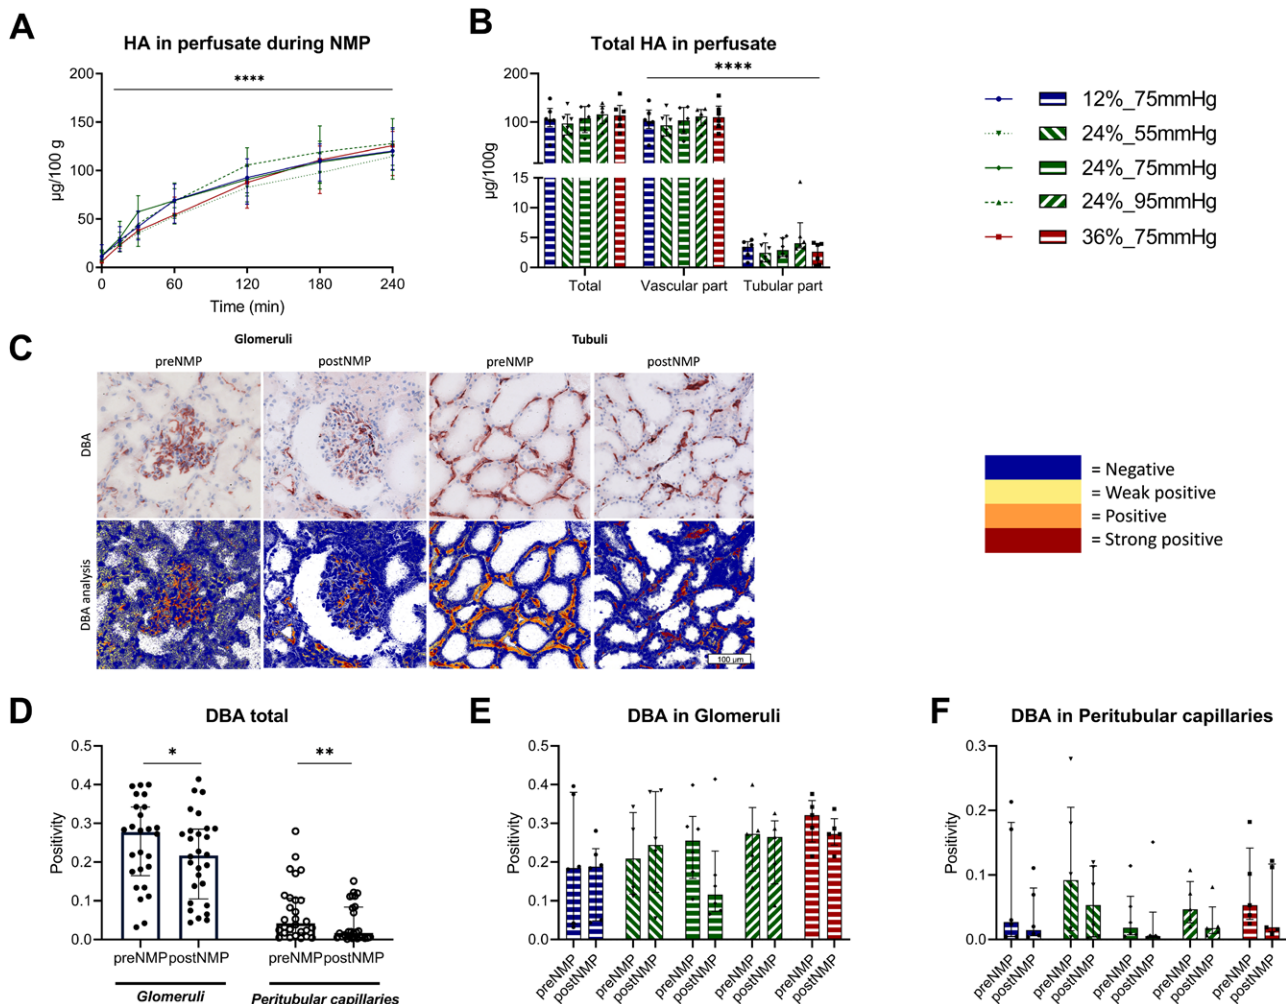 A
HA in perfusate during NMP
****
µg/100 g
200
150
100
50
0
0 60 120 180 240
Time (min)
B
Total HA in perfusate
****
µg/100g
200
100
15
10
5
0
Total Vascular part Tubular part
12%_75mmHg
24%_55mmHg
24%_75mmHg
24%_95mmHg
36%_75mmHg
C
Glomeruli Tubuli
preNMP postNMP preNMP postNMP
DBA
DBA analysis
100 µm
= Negative
= Weak positive
= Positive
= Strong positive
D
DBA total
* **
Positivity
0.5
0.4
0.3
0.2
0.1
0.0
preNMP postNMP preNMP postNMP
Glomeruli Peritubular capillaries
E
DBA in Glomeruli
Positivity
0.5
0.4
0.3
0.2
0.1
0.0
preNMP postNMP preNMP postNMP preNMP postNMP preNMP postNMP preNMP postNMP
F
DBA in Peritubular capillaries
Positivity
0.3
0.2
0.1
0.0
preNMP postNMP preNMP postNMP preNMP postNMP preNMP postNMP preNMP postNMP